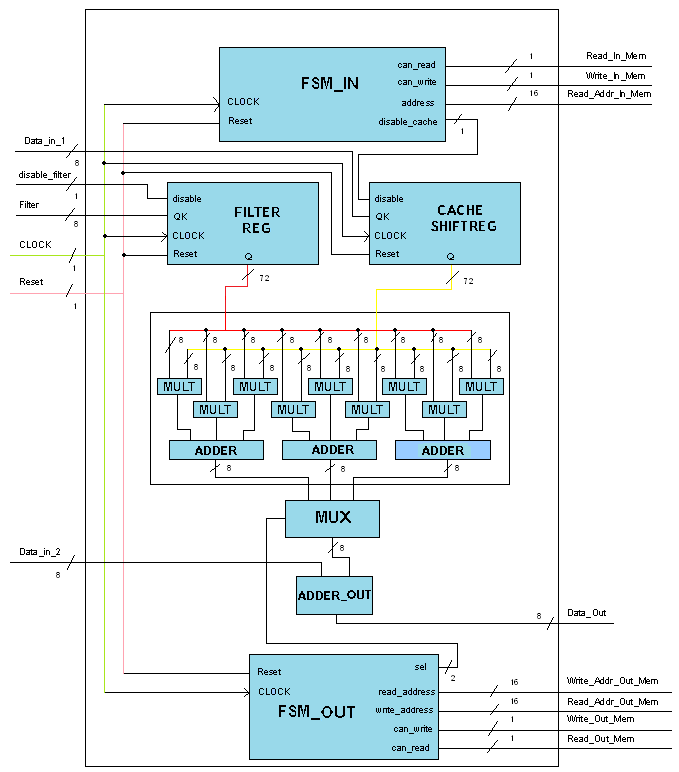 can_read
1
Read_In_Mem
FSM_IN
can_write
1
Write_In_Mem
CLOCK
address
16
Read_Addr_In_Mem
Reset
disable_cache
1
Data_in_1
8
disable_filter
1
Filter
8
CLOCK
1
Reset
1
disable
QK
CLOCK
Reset
FILTER
REG
Q
72
disable
QK
CLOCK
Reset
CACHE
SHIFTREG
Q
72
8 8 8 8 8 8 8 8 8
8 8 8 8 8 8 8 8 8
MULT MULT MULT MULT MULT
MULT MULT MULT MULT
ADDER ADDER ADDER
8 8 8
MUX
8
Data_in_2
8
ADDER_OUT
8
Data_Out
Reset
sel
2
CLOCK
FSM_OUT
read_address
16
Write_Addr_Out_Mem
write_address
16
Read_Addr_Out_Mem
can_write
1
Write_Out_Mem
can_read
1
Read_Out_Mem